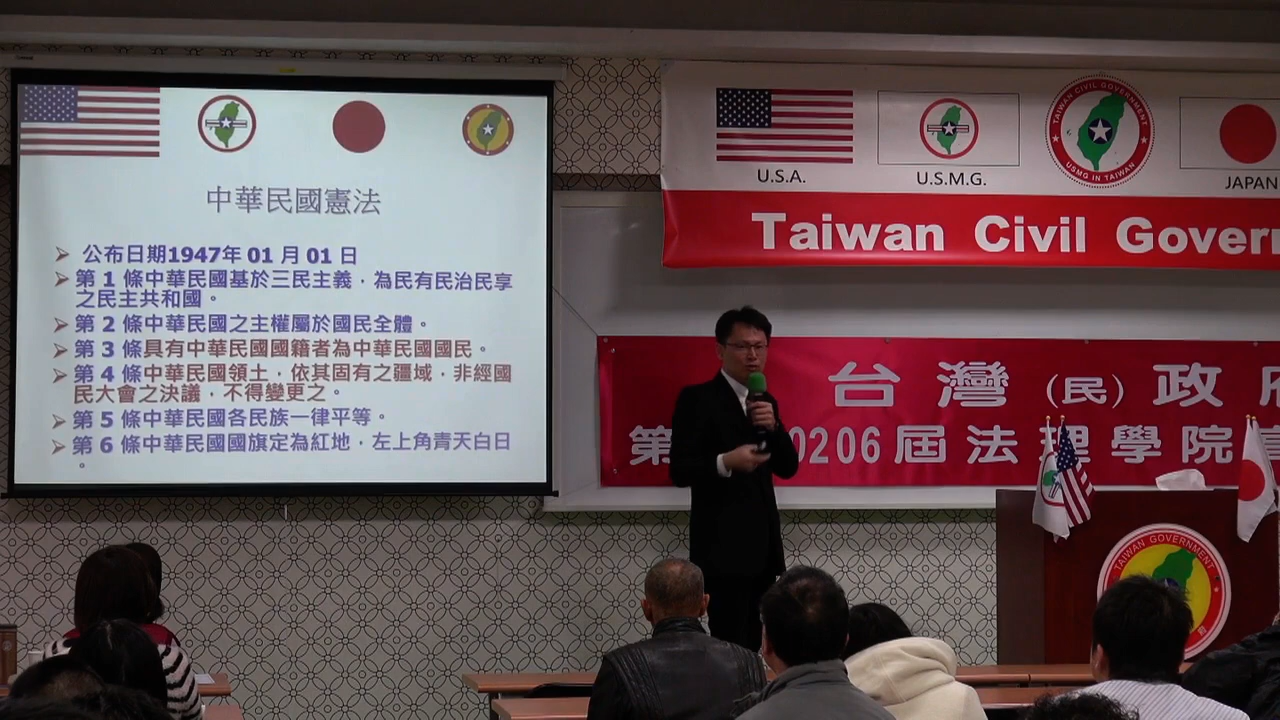 中華民國憲法
➢ 公布日期1947年 01 月 01 日
➢ 第 1 條中華民國基於三民主義，為民有民治民享
之民主共和國。
➢ 第 2 條中華民國之主權屬於國民全體。
➢ 第 3 條具有中華民國國籍者為中華民國國民。
➢ 第 4 條中華民國領土，依其固有之疆域，非經國
民大會之決議，不得變更之。
➢ 第 5 條中華民國各民族一律平等。
➢ 第 6 條中華民國國旗定為紅地，左上角青天白日
。
TAIWAN CIVIL GOVERNMENT
USMG IN TAIWAN
U.S.A.
U.S.M.G.
JAPAN
Taiwan Civil Govern
台灣（民）政府
第 0206屆法理學院
TAIWAN GOVERNMENT